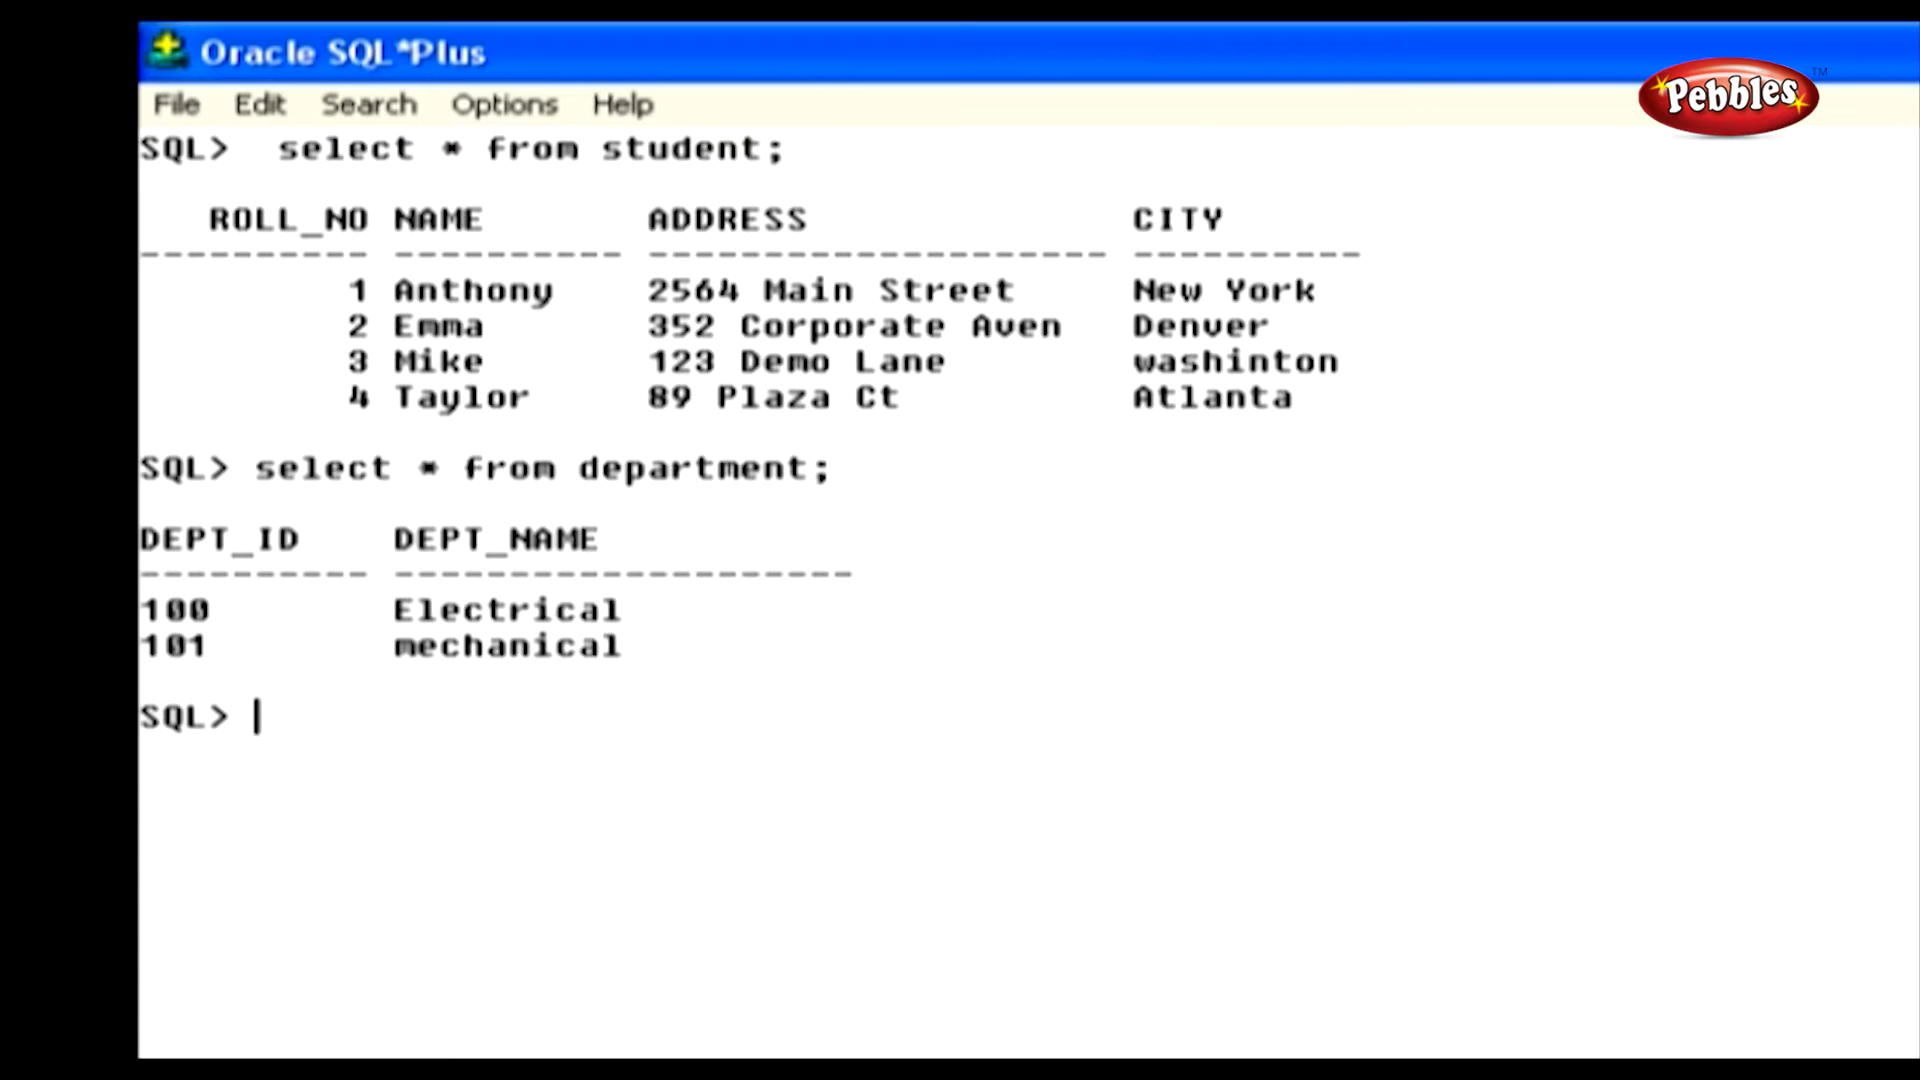 Oracle SQL*Plus
File Edit Search Options Help
Pebbles TM
SQL> select * from student;
ROLL_NO NAME ADDRESS CITY
---------- ---------- -------------------- ----------
1 Anthony 2564 Main Street New York
2 Emma 352 Corporate Aven Denver
3 Mike 123 Demo Lane washinton
4 Taylor 89 Plaza Ct Atlanta
SQL> select * from department;
DEPT_ID DEPT_NAME
---------- --------------------
100 Electrical
101 mechanical
SQL>